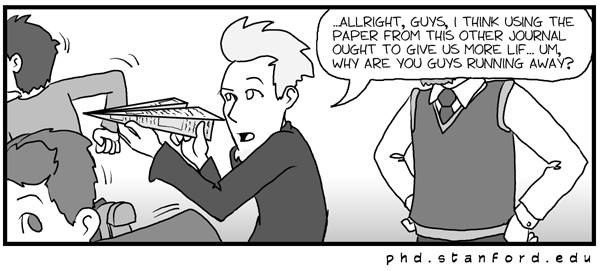 ...ALLRIGHT, GUYS, I THINK USING THE
PAPER FROM THIS OTHER JOURNAL
OUGHT TO GIVE US MORE LIF... UM,
WHY ARE YOU GUYS RUNNING AWAY?
phd.stanford.edu